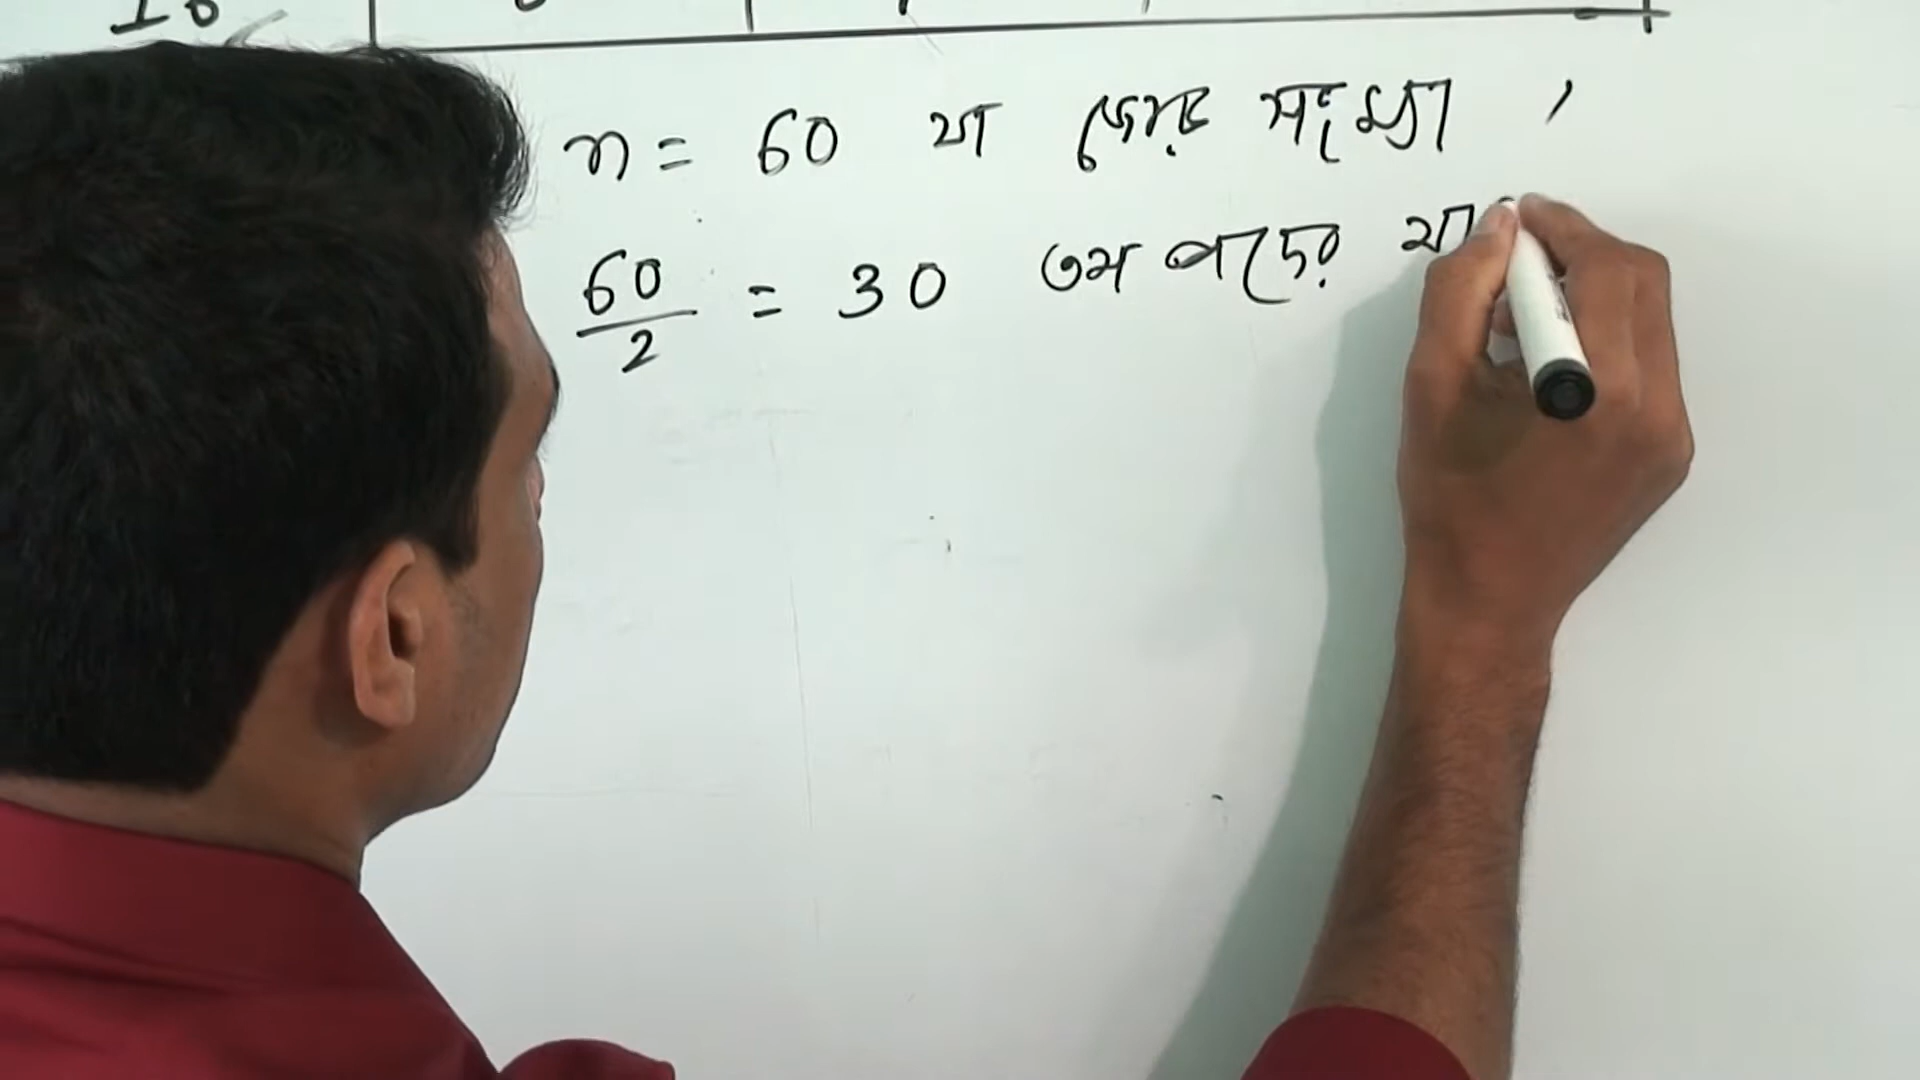 n = 60 যা জোড় সংখ্যা ,
60/2 = 30 তম পদের মা